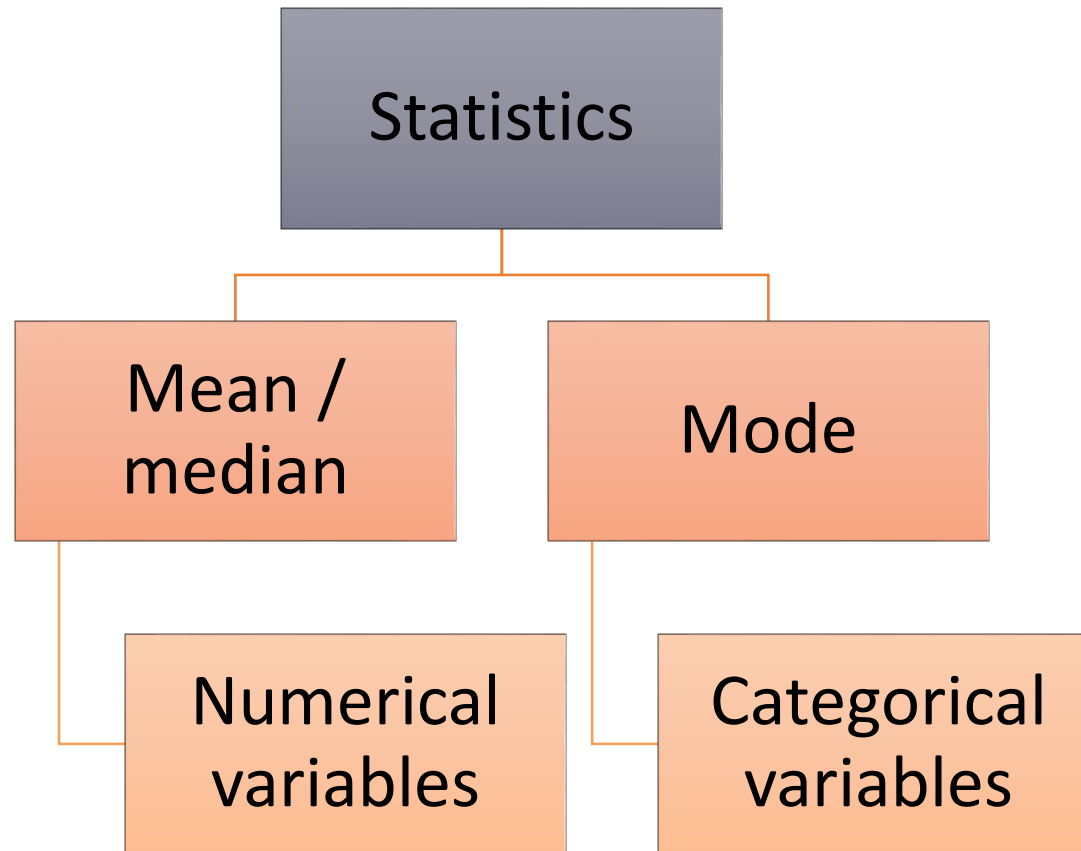 Statistics
Mean /
median
Mode
Numerical
variables
Categorical
variables